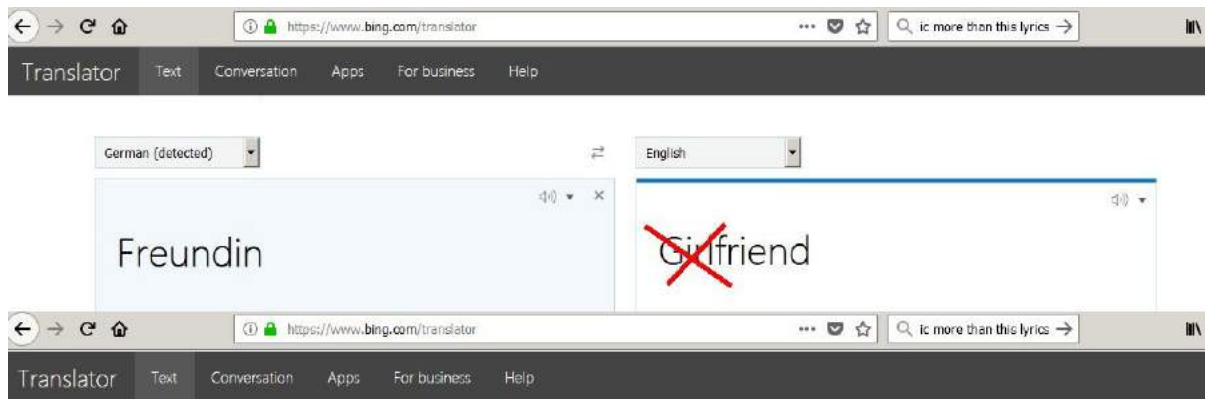 https://www.bing.com/translator ic more than this lyrics
Translator Text Conversation Apps For business Help
German (detected) English
Freundin Girlfriend
https://www.bing.com/translator ic more than this lyrics
Translator Text Conversation Apps For business Help